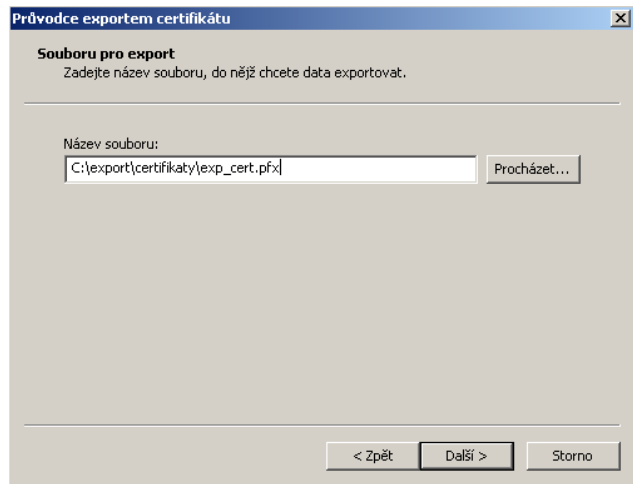 Průvodce exportem certifikátu
Souboru pro export
Zadejte název souboru, do nějž chcete data exportovat.
Název souboru:
C:\export\certifikaty\exp_cert.pfx
Procházet...
< Zpět
Další >
Storno